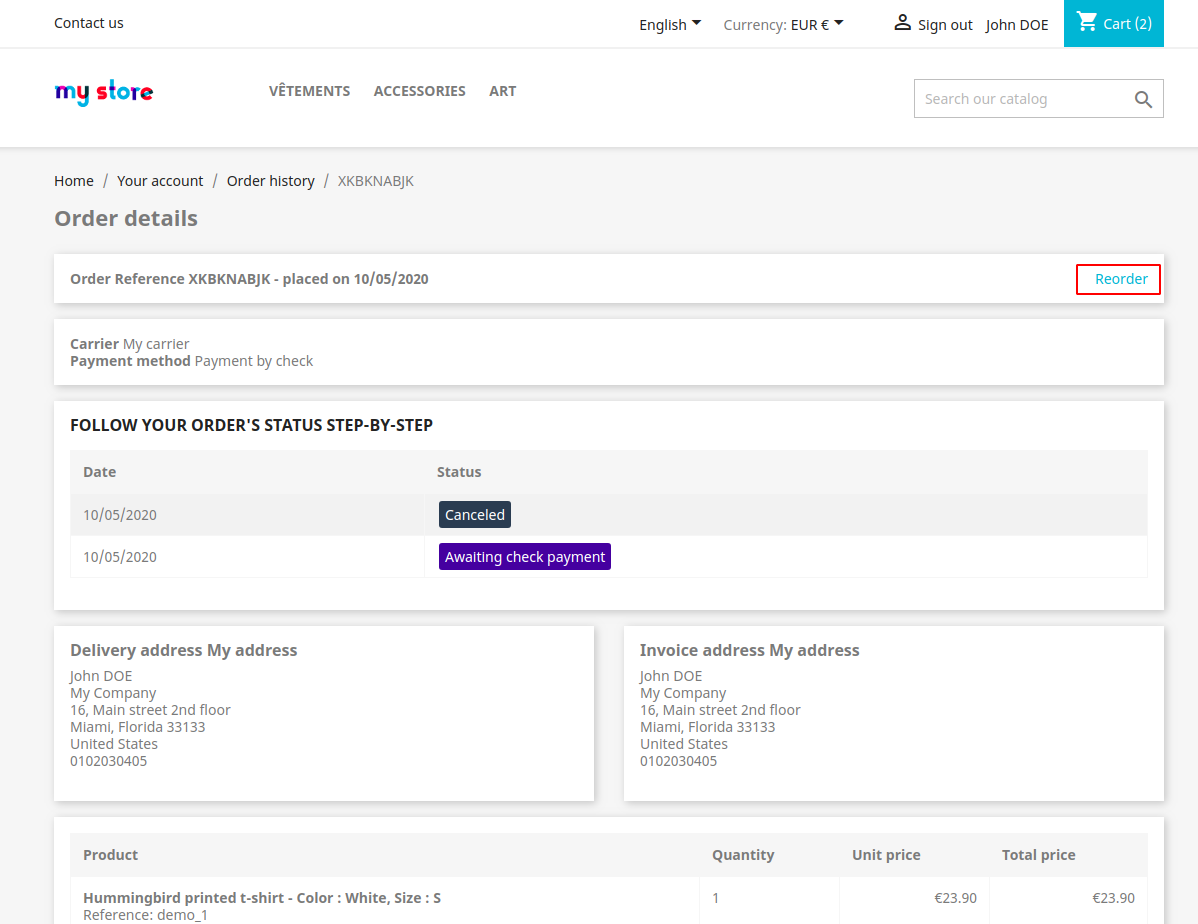 Contact us
English
Currency: EUR €
Sign out
John DOE
Cart (2)
my store
VÊTEMENTS
ACCESSORIES
ART
Search our catalog
Home / Your account / Order history / XKBKNABJK
Order details
Order Reference XKBKNABJK - placed on 10/05/2020
Reorder
Carrier My carrier
Payment method Payment by check
FOLLOW YOUR ORDER'S STATUS STEP-BY-STEP
Date Status
10/05/2020 Canceled
10/05/2020 Awaiting check payment
Delivery address My address
John DOE
My Company
16, Main street 2nd floor
Miami, Florida 33133
United States
0102030405
Invoice address My address
John DOE
My Company
16, Main street 2nd floor
Miami, Florida 33133
United States
0102030405
Product Quantity Unit price Total price
Hummingbird printed t-shirt - Color : White, Size : S 1 €23.90 €23.90
Reference: demo_1